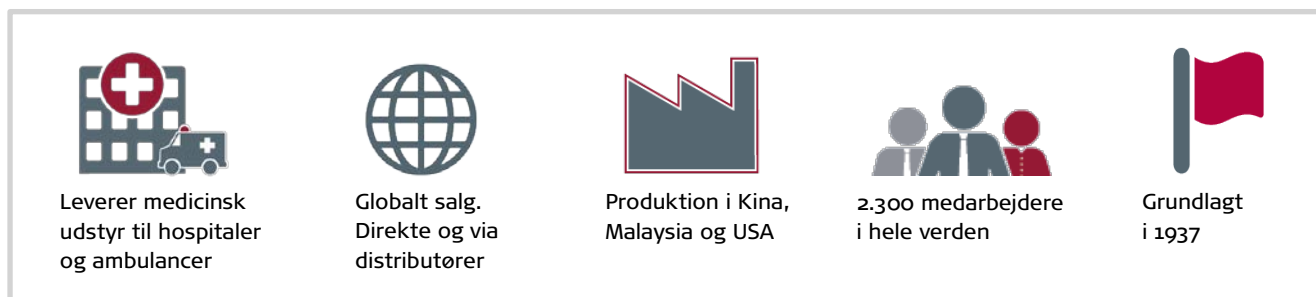 Leverer medicinsk
udstyr til hospitaler
og ambulancer
Globalt salg.
Direkte og via
distributører
Produktion i Kina,
Malaysia og USA
2.300 medarbejdere
i hele verden
Grundlagt
i 1937